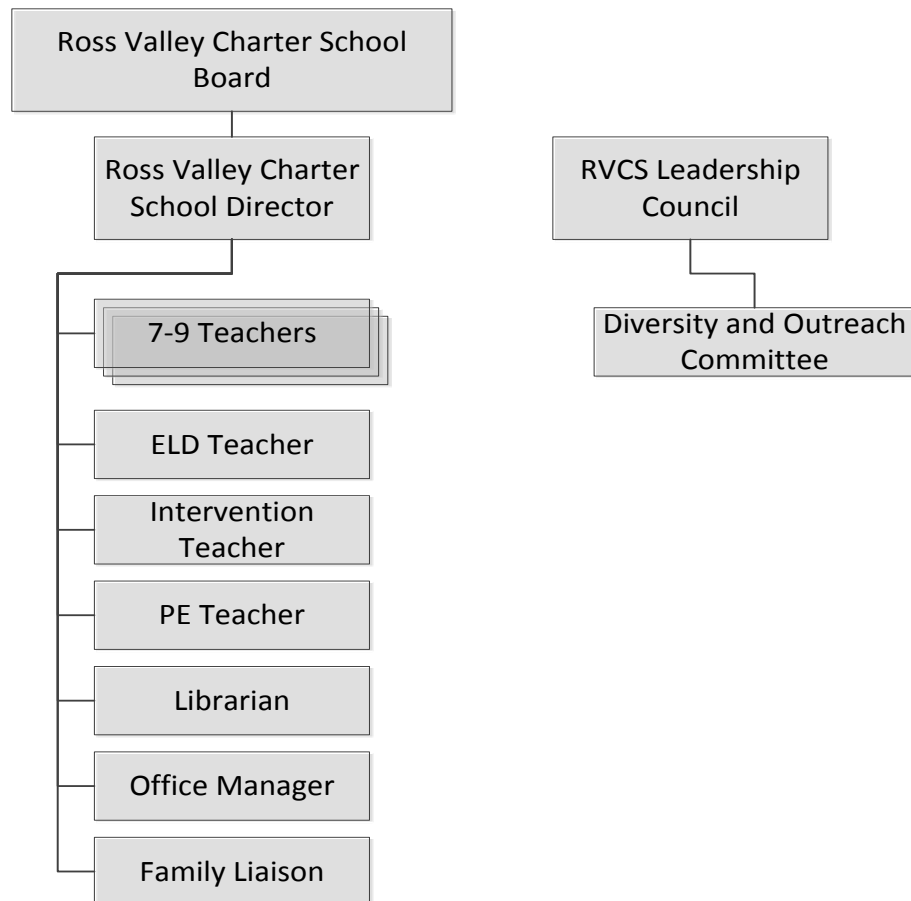 Ross Valley Charter School
Board
Ross Valley Charter
School Director
RVCS Leadership
Council
7-9 Teachers
Diversity and Outreach
Committee
ELD Teacher
Intervention
Teacher
PE Teacher
Librarian
Office Manager
Family Liaison